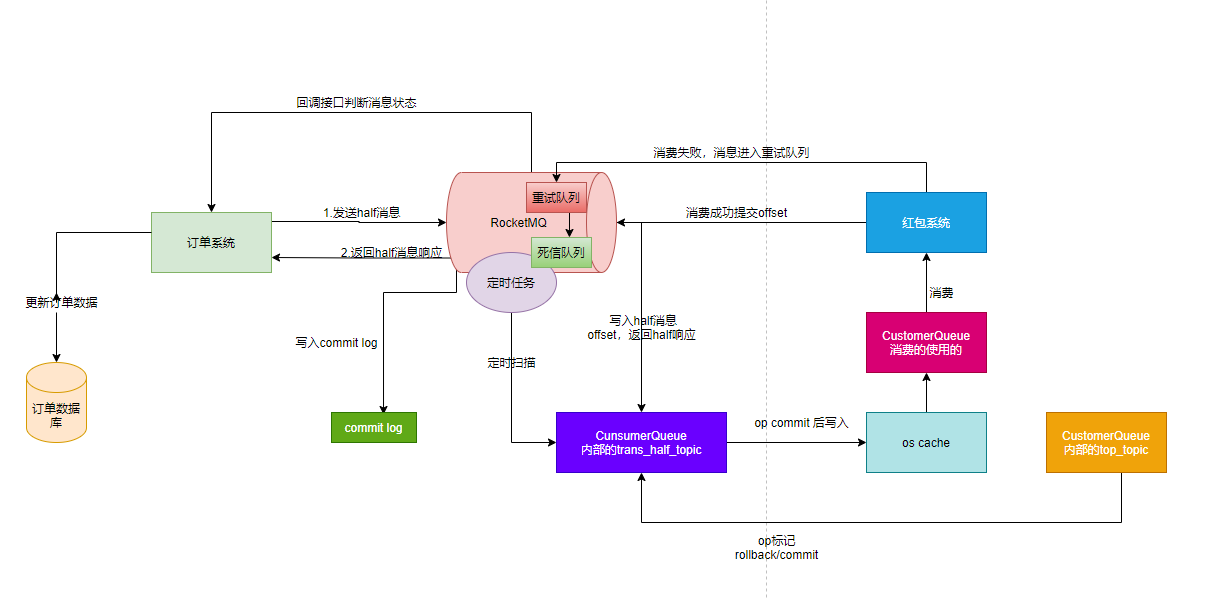 回调接口判断消息状态
消费失败，消息进入重试队列
重试队列
1.发送half消息
RocketMQ
消费成功提交offset
红包系统
订单系统
2.返回half消息响应
死信队列
定时任务
更新订单数据
消费
写入half消息
offset，返回half响应
写入commit log
CustomerQueue
消费的使用的
定时扫描
订单数据
库
commit log
CunsumerQueue
内部的trans_half_topic
op commit 后写入
os cache
CustomerQueue
内部的top_topic
op标记
rollback/commit